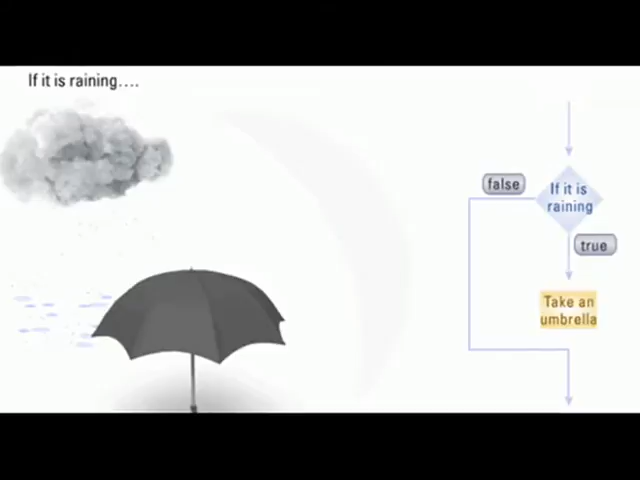 If it is raining....
false
If it is
raining
true
Take an
umbrella